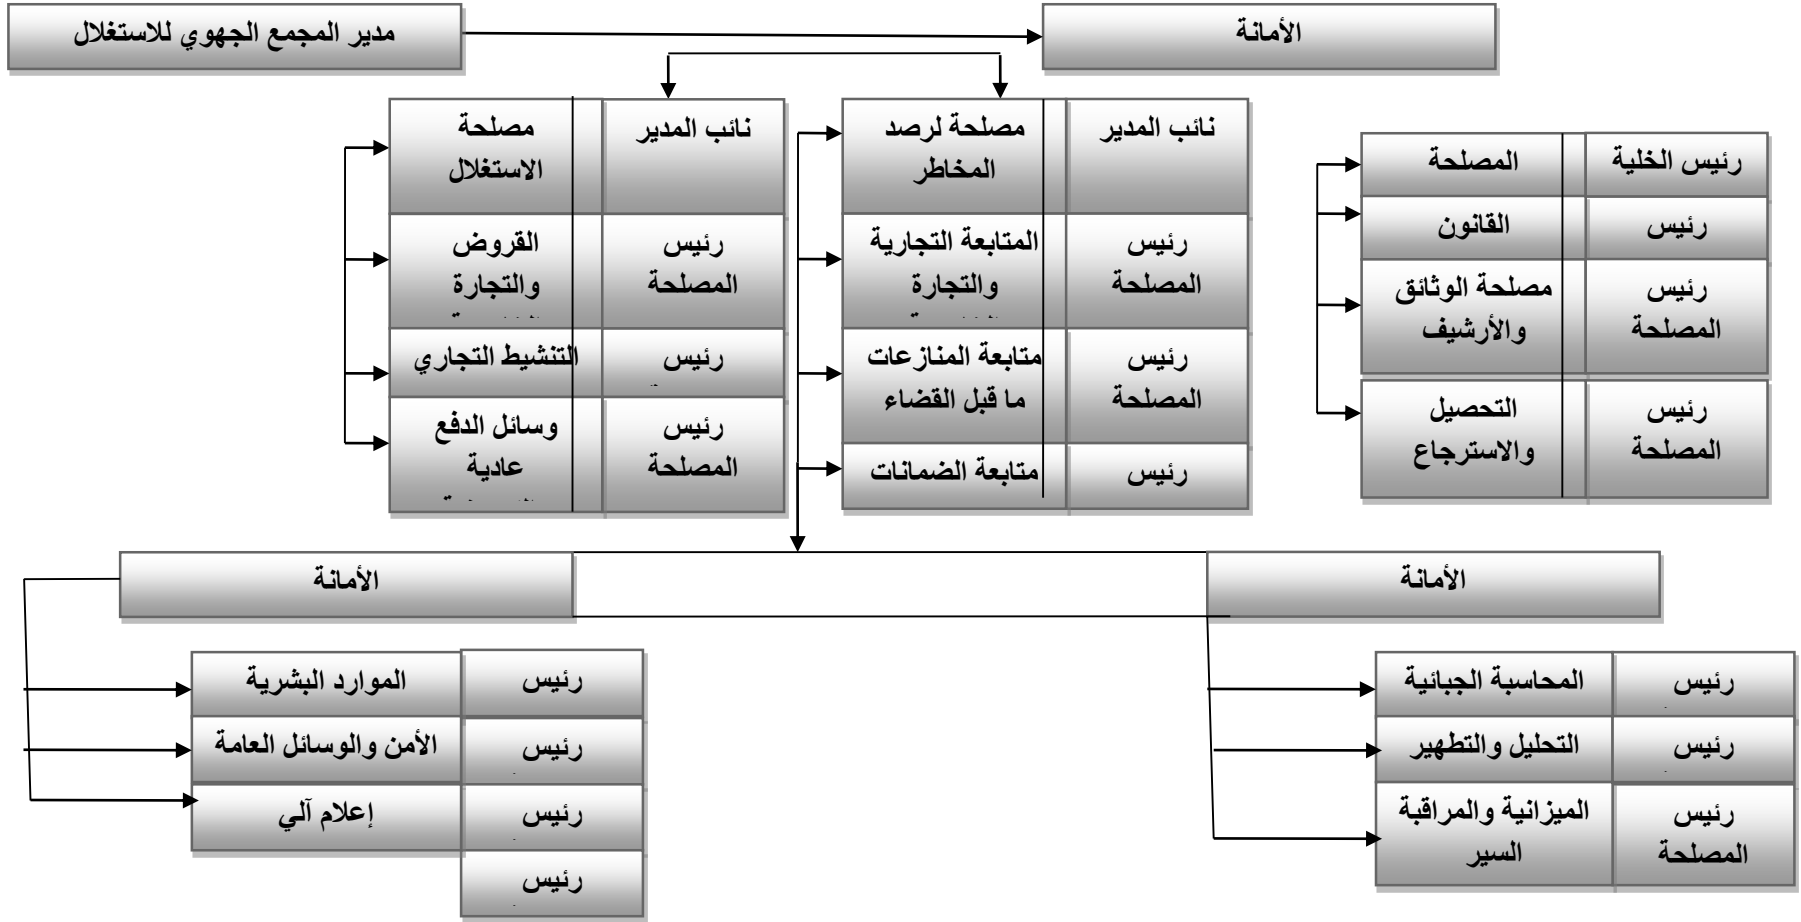 الأمانة
مدير المجمع الجهوي للاستغلال
رئيس الخلية
المصلحة
رئيس
القانون
رئيس
المصلحة
مصلحة الوثائق
والأرشيف
رئيس
المصلحة
التحصيل
والاسترجاع
نائب المدير
مصلحة لرصد
المخاطر
رئيس
المصلحة
المتابعة التجارية
والتجارة
رئيس
المصلحة
متابعة المنازعات
ما قبل القضاء
رئيس
متابعة الضمانات
نائب المدير
مصلحة
الاستغلال
رئيس
المصلحة
القروض
والتجارة
رئيس
التنشيط التجاري
رئيس
المصلحة
وسائل الدفع
عادية
الأمانة
الأمانة
رئيس
المحاسبة الجبائية
رئيس
التحليل والتطهير
رئيس
المصلحة
الميزانية والمراقبة
السير
رئيس
الموارد البشرية
رئيس
الأمن والوسائل العامة
رئيس
إعلام آلي
رئيس